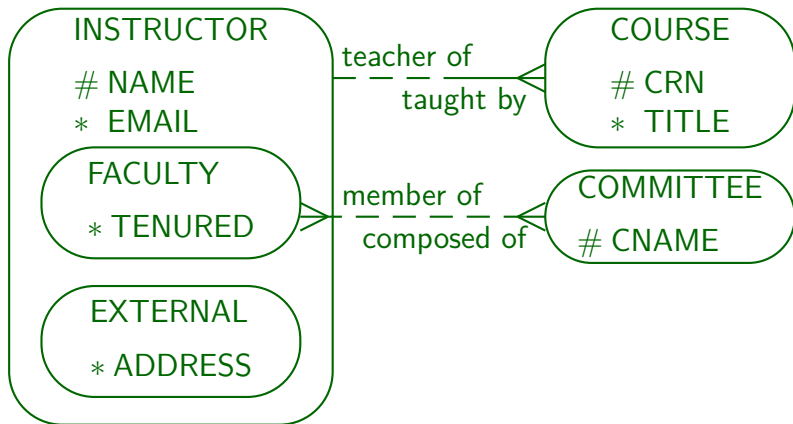 INSTRUCTOR
# NAME
* EMAIL
FACULTY
* TENURED
EXTERNAL
* ADDRESS
teacher of
taught by
member of
composed of
COURSE
# CRN
* TITLE
COMMITTEE
# CNAME